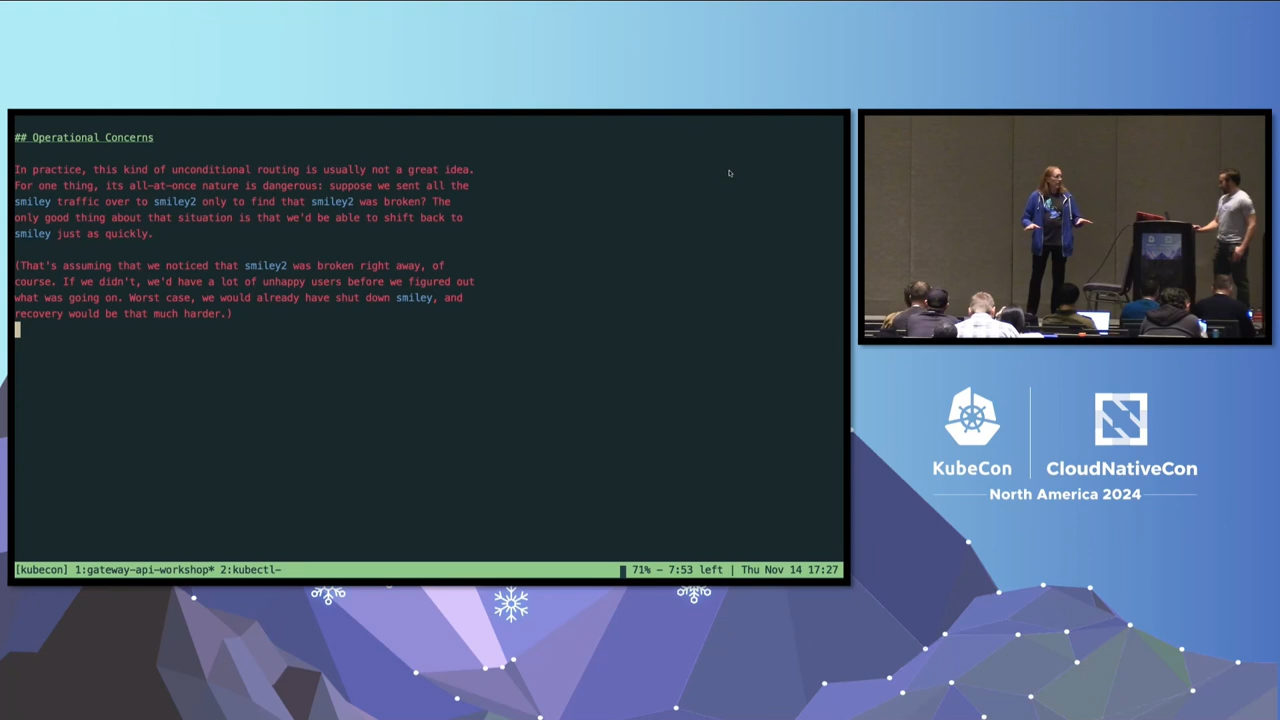 ## Operational Concerns
In practice, this kind of unconditional routing is usually not a great idea.
For one thing, its all-at-once nature is dangerous: suppose we sent all the
smiley traffic over to smiley2 only to find that smiley2 was broken? The
only good thing about that situation is that we'd be able to shift back to
smiley just as quickly.
(That's assuming that we noticed that smiley2 was broken right away, of
course. If we didn't, we'd have a lot of unhappy users before we figured out
what was going on. Worst case, we would already have shut down smiley, and
recovery would be that much harder.)
[kubecon] 1:gateway-api-workshop* 2:kubectl-
71% - 7:53 left | Thu Nov 14 17:27
KubeCon
CloudNativeCon
North America 2024